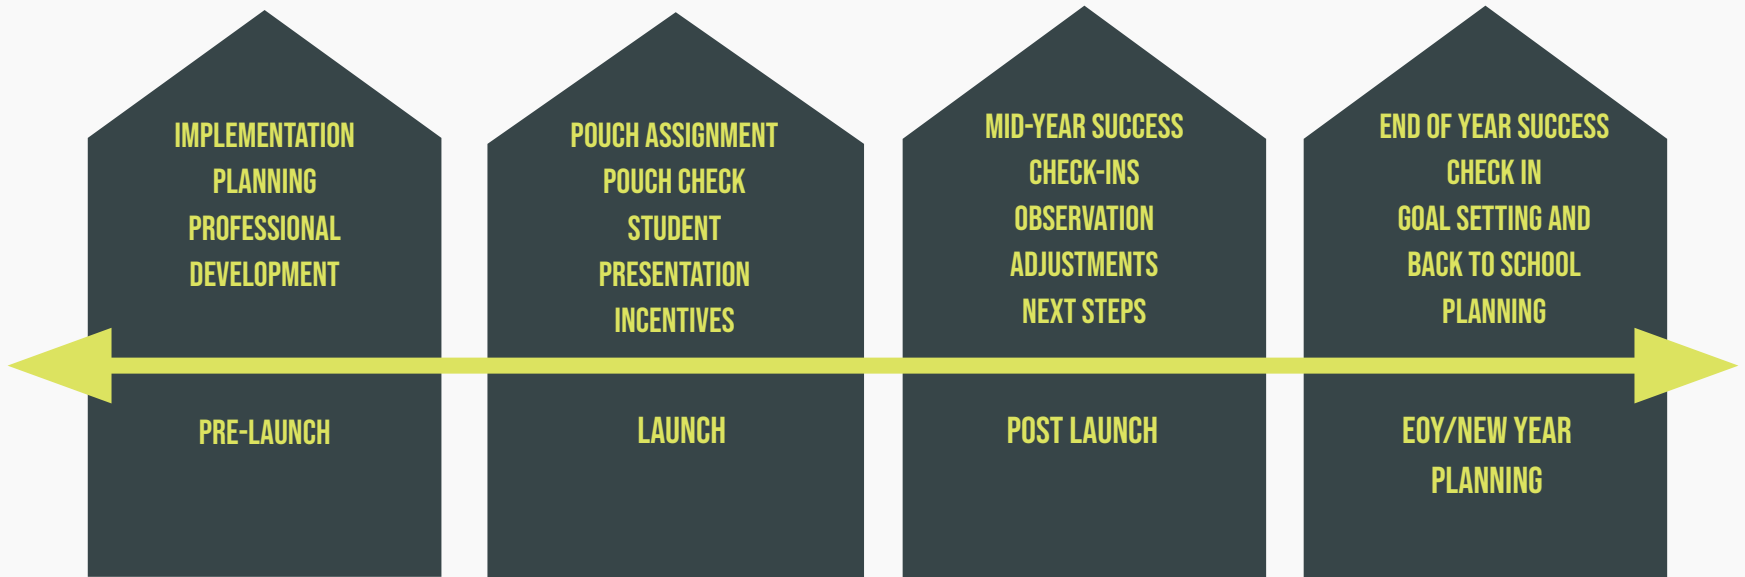 IMPLEMENTATION
PLANNING
PROFESSIONAL
DEVELOPMENT
PRE-LAUNCH
POUCH ASSIGNMENT
POUCH CHECK
STUDENT
PRESENTATION
INCENTIVES
LAUNCH
MID-YEAR SUCCESS
CHECK-INS
OBSERVATION
ADJUSTMENTS
NEXT STEPS
POST LAUNCH
END OF YEAR SUCCESS
CHECK IN
GOAL SETTING AND
BACK TO SCHOOL
PLANNING
EOY/NEW YEAR
PLANNING